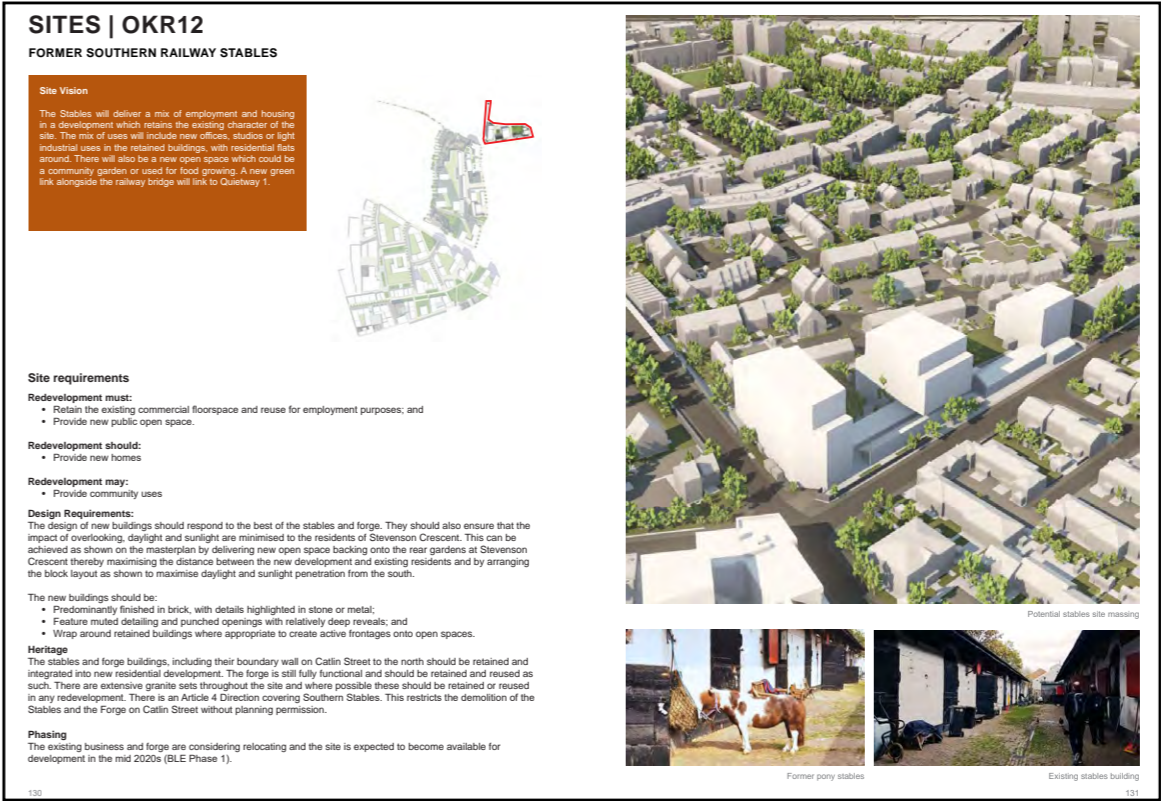 SITES | OKR12
FORMER SOUTHERN RAILWAY STABLES
Site Vision
The Stables will deliver a mix of employment and housing
in a development which retains the existing character of the
site. The mix of uses will include new offices, studios or light
industrial uses in the retained buildings, with residential flats
around. There will also be a new open space which could be
a community garden or used for food growing. A new green
link alongside the railway bridge will link to Quietway 1.
Site requirements
Redevelopment must:
• Retain the existing commercial floorspace and reuse for employment purposes; and
• Provide new public open space.
Redevelopment should:
• Provide new homes
Redevelopment may:
• Provide community uses
Design Requirements:
The design of new buildings should respond to the best of the stables and forge. They should also ensure that the
impact of overlooking, daylight and sunlight are minimised to the residents of Stevenson Crescent. This can be
achieved as shown on the masterplan by delivering new open space backing onto the rear gardens at Stevenson
Crescent thereby maximising the distance between the new development and existing residents and by arranging
the block layout as shown to maximise daylight and sunlight penetration from the south.
The new buildings should be:
• Predominantly finished in brick, with details highlighted in stone or metal;
• Feature muted detailing and punched openings with relatively deep reveals; and
• Wrap around retained buildings where appropriate to create active frontages onto open spaces.
Heritage
The stables and forge buildings, including their boundary wall on Catlin Street to the north should be retained and
integrated into new residential development. The forge is still fully functional and should be retained and reused as
such. There are extensive granite sets throughout the site and where possible these should be retained or reused
in any redevelopment. There is an Article 4 Direction covering Southern Stables. This restricts the demolition of the
Stables and the Forge on Catlin Street without planning permission.
Phasing
The existing business and forge are considering relocating and the site is expected to become available for
development in the mid 2020s (BLE Phase 1).
130
Potential stables site massing
Former pony stables
Existing stables building
131